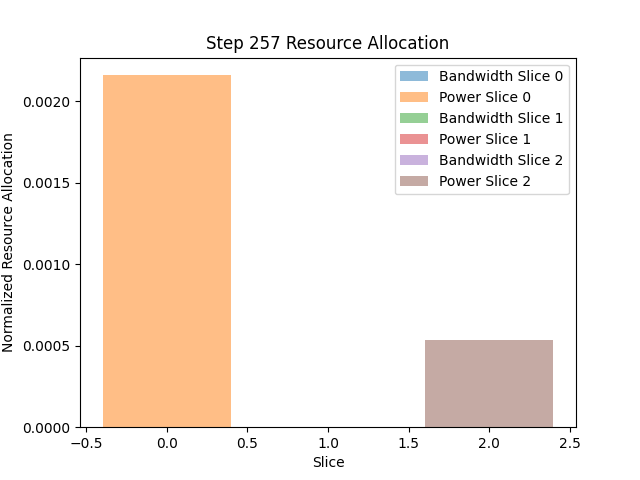 Step 257 Resource Allocation
Normalized Resource Allocation
0.0020
0.0015
0.0010
0.0005
0.0000
Bandwidth Slice 0
Power Slice 0
Bandwidth Slice 1
Power Slice 1
Bandwidth Slice 2
Power Slice 2
−0.5 0.0 0.5 1.0 1.5 2.0 2.5
Slice